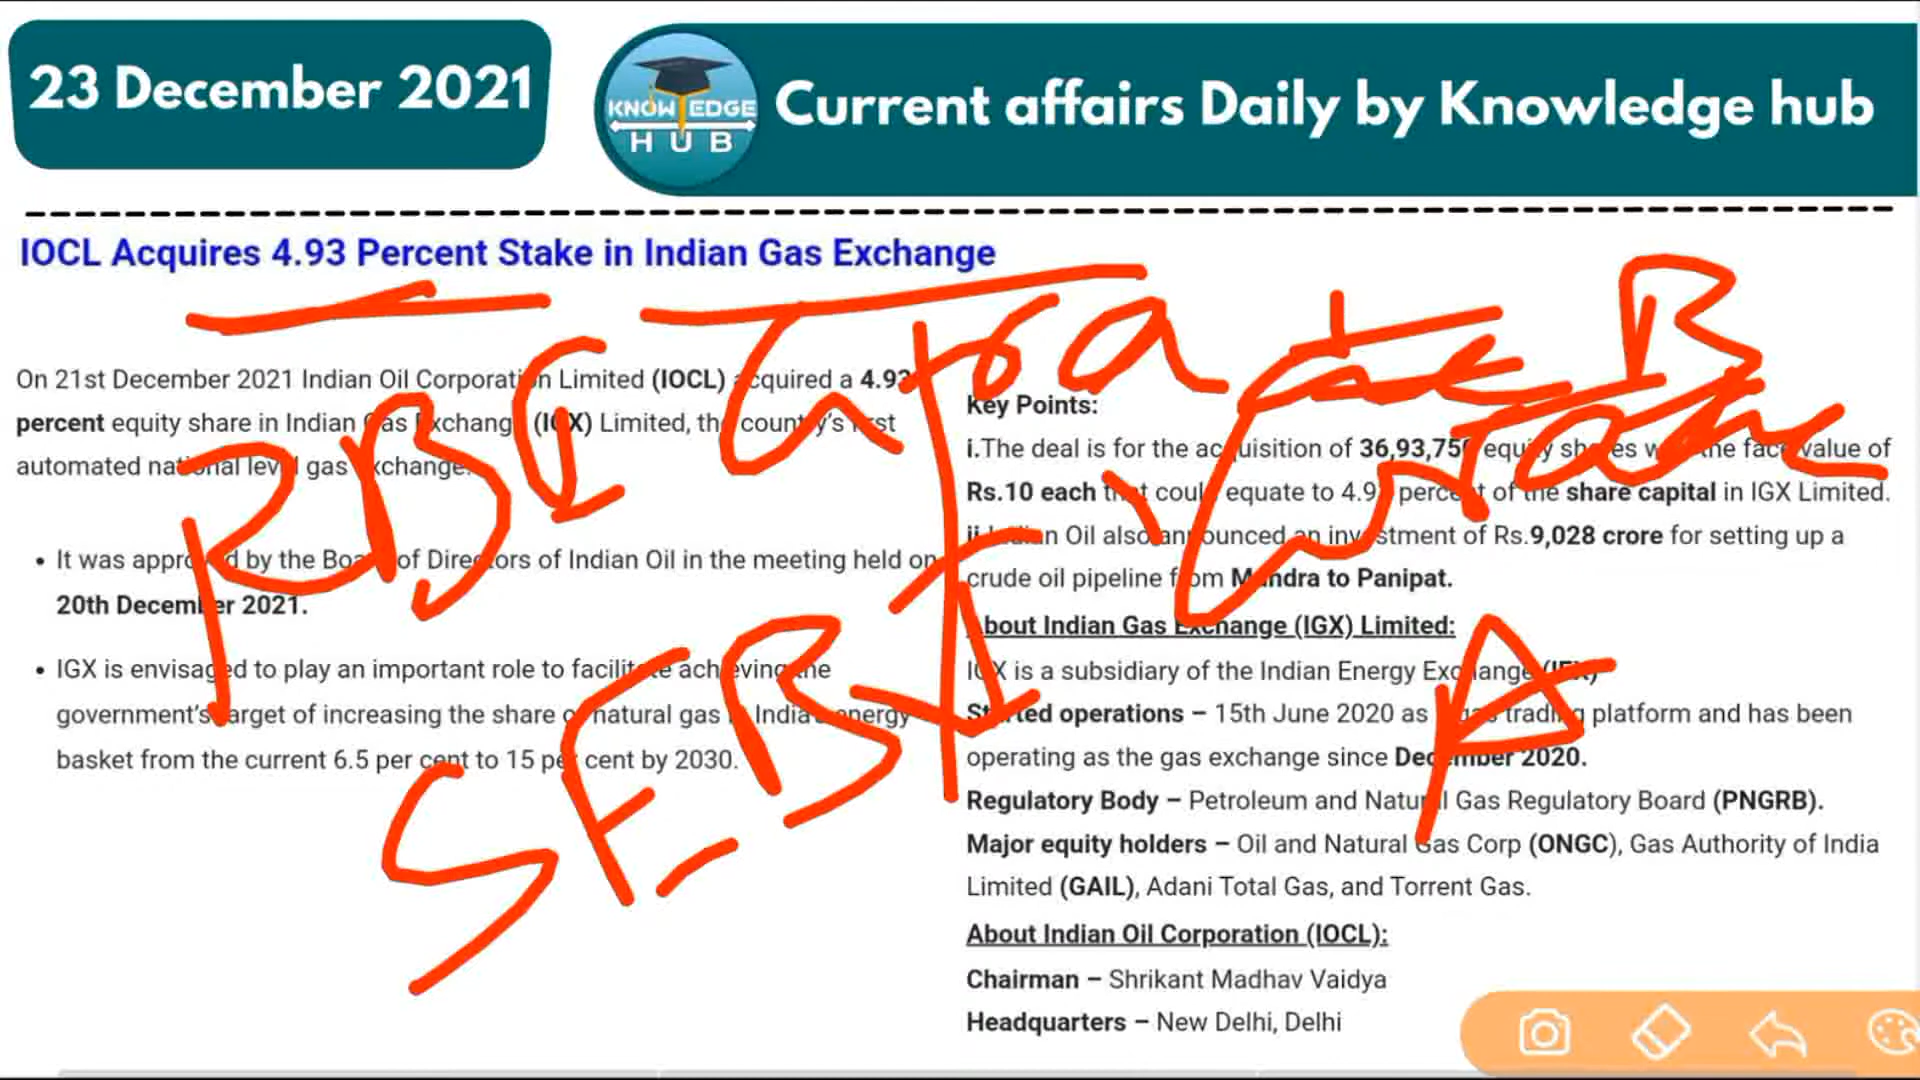 23 December 2021
KNOWLEDGE
HUB
Current affairs Daily by Knowledge hub
IOCL Acquires 4.93 Percent Stake in Indian Gas Exchange
On 21st December 2021 Indian Oil Corporation Limited (IOCL) acquired a 4.93
percent equity share in Indian Gas Exchange (IGX) Limited, the country's first
automated national level gas exchange.
• It was approved by the Board of Directors of Indian Oil in the meeting held on
20th December 2021.
• IGX is envisaged to play an important role to facilitate achieving the
government's target of increasing the share of natural gas in India's energy
basket from the current 6.5 per cent to 15 per cent by 2030.
Key Points:
i.The deal is for the acquisition of 36,93,750 equity shares with the face value of
Rs.10 each that could equate to 4.93 percent of the share capital in IGX Limited.
ii.Indian Oil also announced an investment of Rs.9,028 crore for setting up a
crude oil pipeline from Mundra to Panipat.
About Indian Gas Exchange (IGX) Limited:
IGX is a subsidiary of the Indian Energy Exchange (IEX)
Started operations – 15th June 2020 as a gas trading platform and has been
operating as the gas exchange since December 2020.
Regulatory Body – Petroleum and Natural Gas Regulatory Board (PNGRB).
Major equity holders – Oil and Natural Gas Corp (ONGC), Gas Authority of India
Limited (GAIL), Adani Total Gas, and Torrent Gas.
About Indian Oil Corporation (IOCL):
Chairman – Shrikant Madhav Vaidya
Headquarters – New Delhi, Delhi
RBI
SEBI
B
A